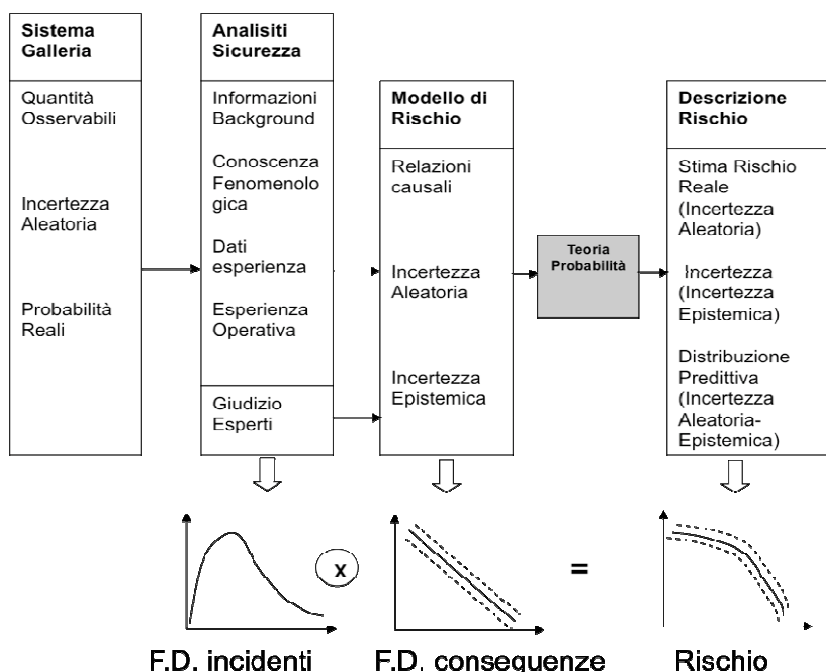 Sistema
Galleria
Quantità
Osservabili
Incertezza
Aleatoria
Probabilità
Reali
Analisiti
Sicurezza
Informazioni
Background
Conoscenza
Fenomenolo
gica
Dati
esperienza
Esperienza
Operativa
Giudizio
Esperti
Modello di
Rischio
Relazioni
causali
Incertezza
Aleatoria
Incertezza
Epistemica
Teoria
Probabilità
Descrizione
Rischio
Stima Rischio
Reale
(Incertezza
Aleatoria)
Incertezza
(Incertezza
Epistemica)
Distribuzione
Predittiva
(Incertezza
Aleatoria-
Epistemica)
x
=
F.D. incidenti
F.D. conseguenze
Rischio